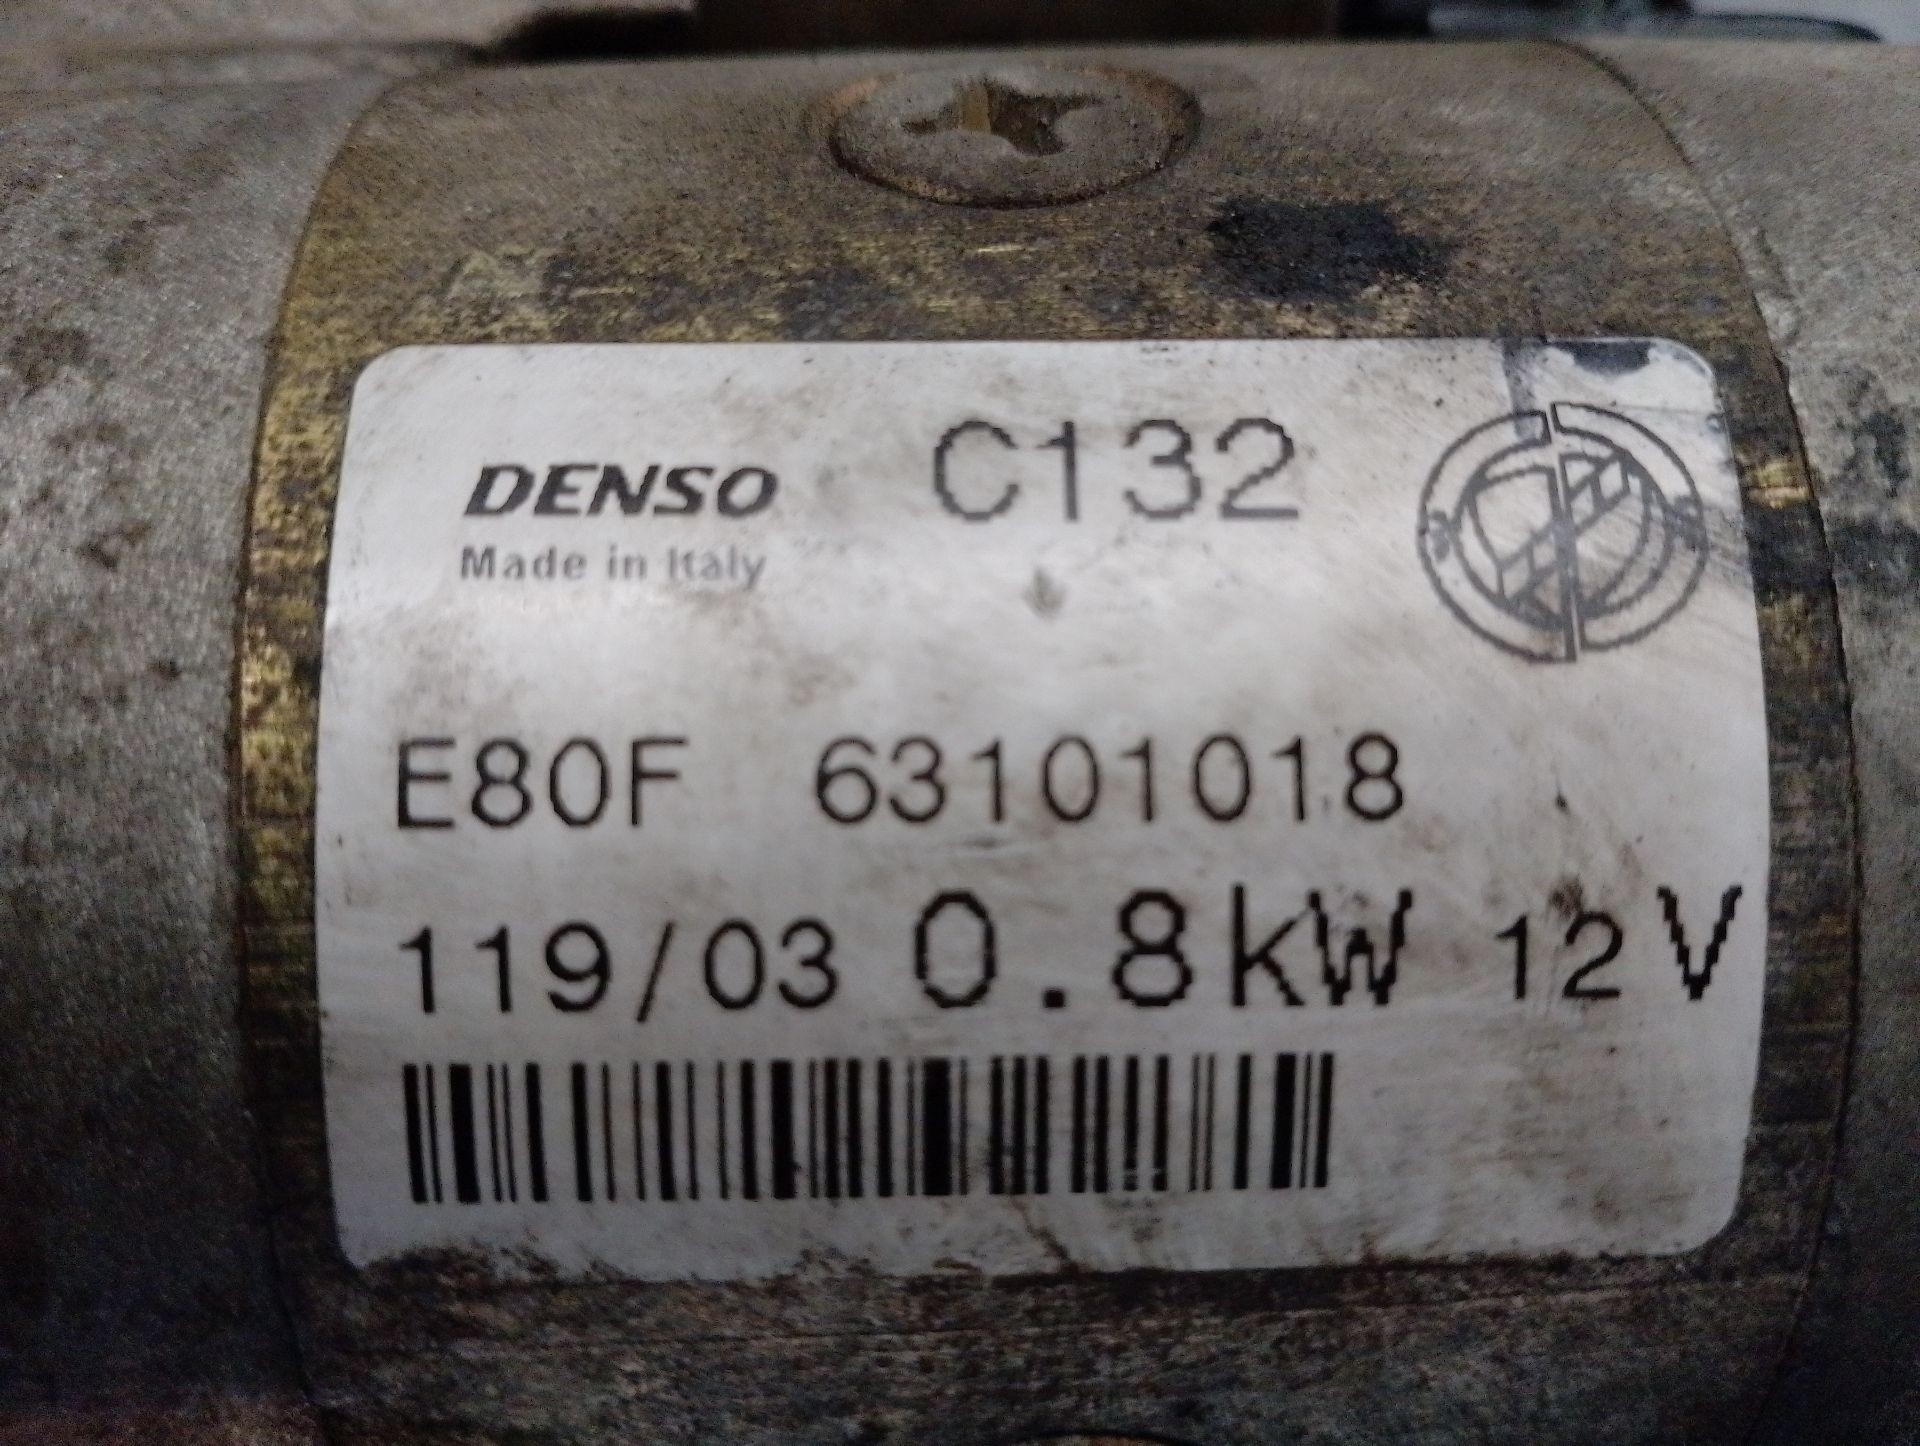 DENSO C132
Made in Italy
E80F 63101018
119/03 0.8kW 12V